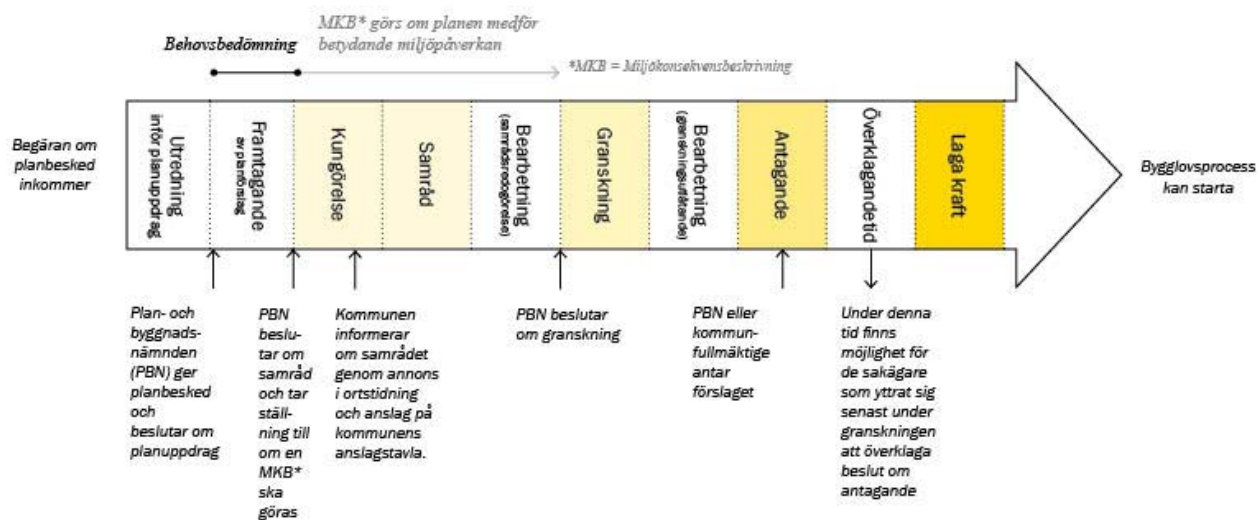 MKB* görs om planen medför
betydande miljöpåverkan
Behovsbedömning
*MKB = Miljökonsekvensbeskrivning
Begäran om
planbesked
inkommer
Utredning
inför planuppdrag
Framtagande
av planförslag
Kungörelse
Samråd
Bearbetning
(samrådsredogörelse)
Granskning
Bearbetning
(granskningsutlåtande)
Antagande
Överklagandetid
Laga kraft
Bygglovsprocess
kan starta
Plan- och
byggnads-
nämnden
(PBN) ger
planbesked
och
beslutar om
planuppdrag
PBN
beslu-
tar om
samråd
och tar
ställ-
ning till
om en
MKB*
ska
göras
Kommunen
informerar
om samrådet
genom annons
i ortstidning
och anslag på
kommunens
anslagstavla.
PBN beslutar
om granskning
PBN eller
kommun-
fullmäktige
antar
förslaget
Under denna
tid finns
möjlighet för
de sakägare
som yttrat sig
senast under
granskningen
att överklaga
beslut om
antagande